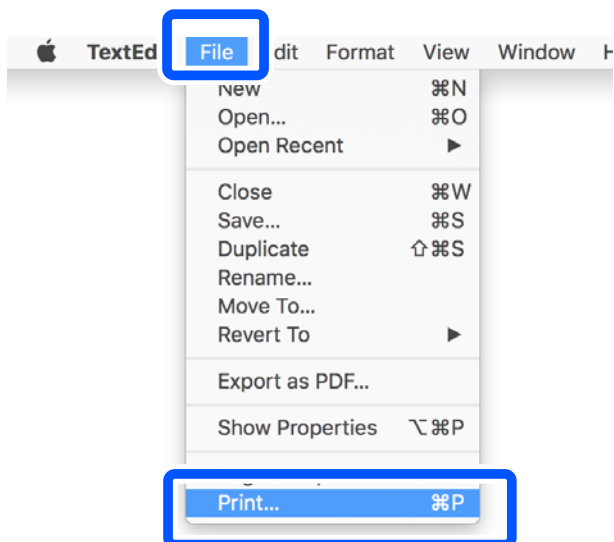 TextEd File dit Format View Window H
New ⌘N
Open... ⌘O
Open Recent ▶
Close ⌘W
Save... ⌘S
Duplicate ⇧⌘S
Rename...
Move To...
Revert To ▶
Export as PDF...
Show Properties ⌥⌘P
Print... ⌘P